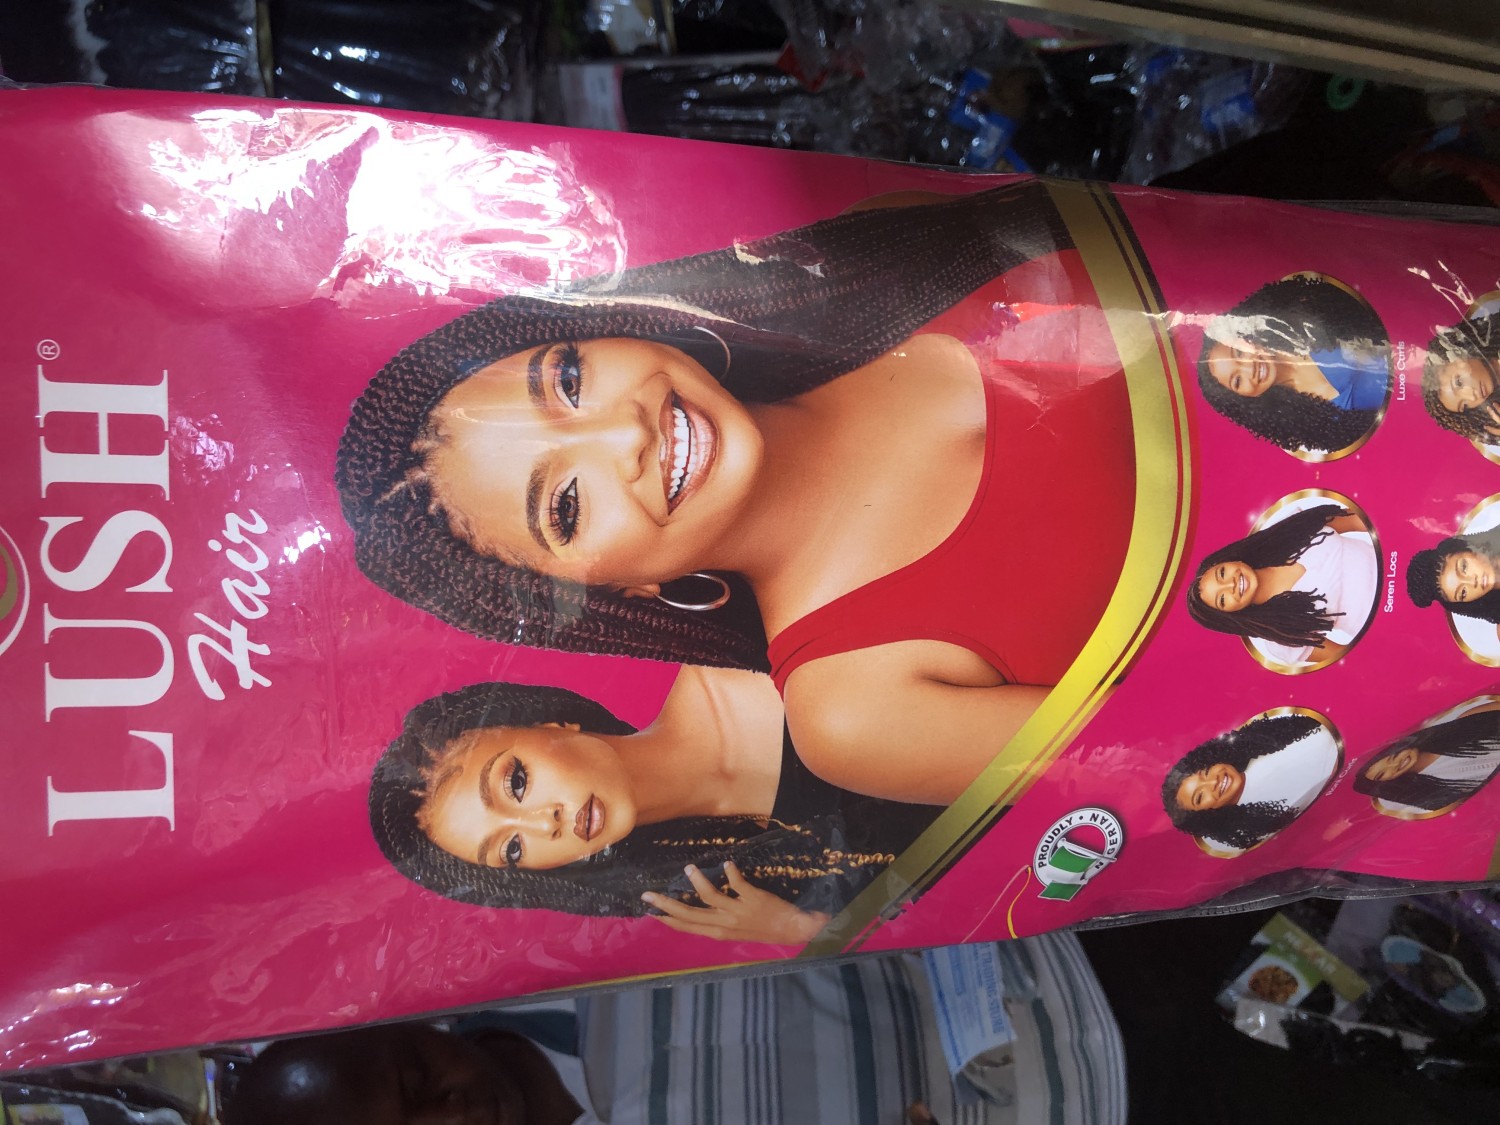 LUSH®
Hair
Luxe Curls
Seren Locs
PROUDLY • NIGERIAN